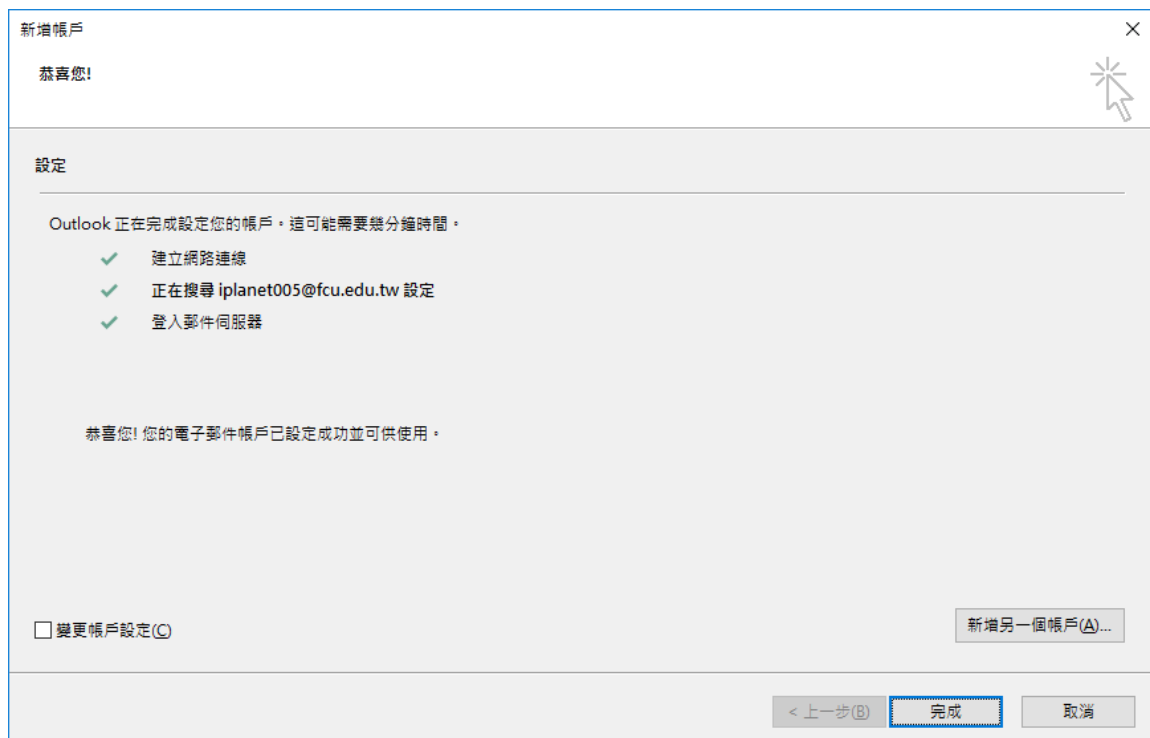 新增帳戶
恭喜您!
設定
Outlook 正在完成設定您的帳戶。這可能需要幾分鐘時間。
建立網路連線
正在搜尋 iplanet005@fcu.edu.tw 設定
登入郵件伺服器
恭喜您! 您的電子郵件帳戶已設定成功並可供使用。
變更帳戶設定(C)
新增另一個帳戶(A)...
< 上一步(B)
完成
取消